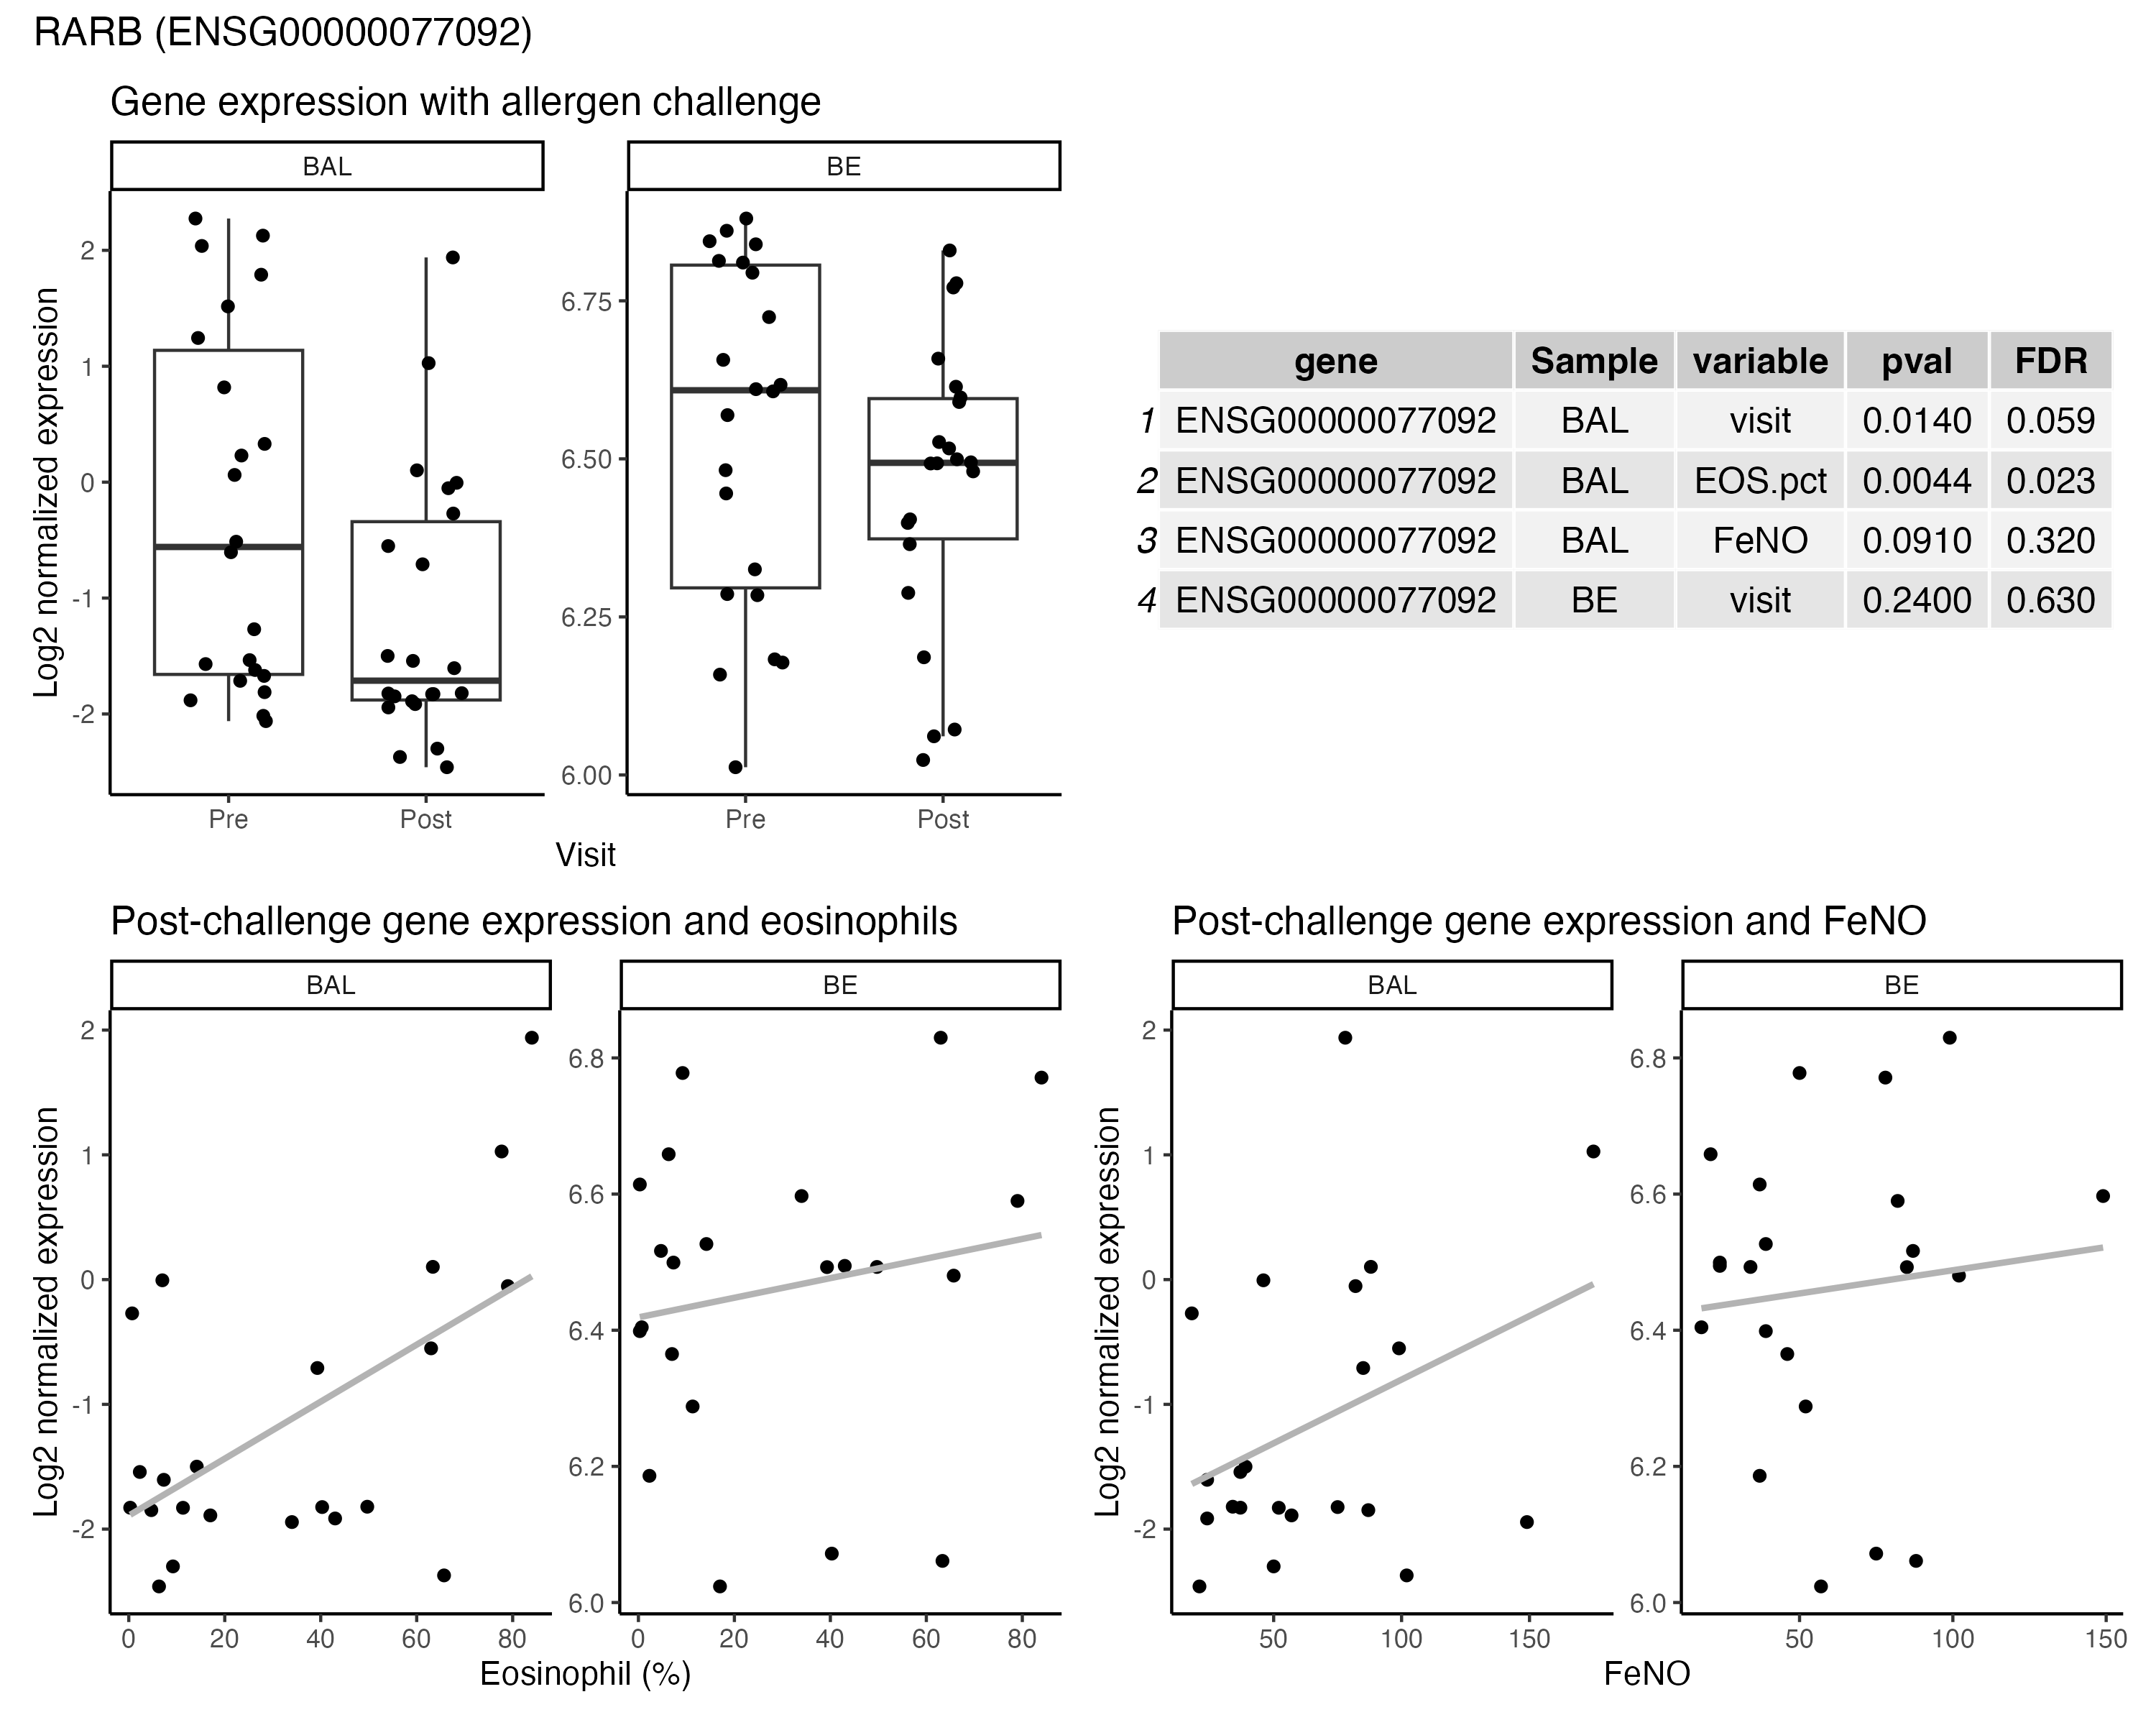 RARB (ENSG00000077092)
Gene expression with allergen challenge
BAL BE
Log2 normalized expression
2
1
0
-1
-2
6.75
6.50
6.25
6.00
Pre Post Pre Post
Visit
gene Sample variable pval FDR
1 ENSG00000077092 BAL visit 0.0140 0.059
2 ENSG00000077092 BAL EOS.pct 0.0044 0.023
3 ENSG00000077092 BAL FeNO 0.0910 0.320
4 ENSG00000077092 BE visit 0.2400 0.630
Post-challenge gene expression and eosinophils
BAL BE
Log2 normalized expression
2
1
0
-1
-2
6.8
6.6
6.4
6.2
6.0
0 20 40 60 80 0 20 40 60 80
Eosinophil (%)
Post-challenge gene expression and FeNO
BAL BE
Log2 normalized expression
2
1
0
-1
-2
6.8
6.6
6.4
6.2
6.0
50 100 150 50 100 150
FeNO